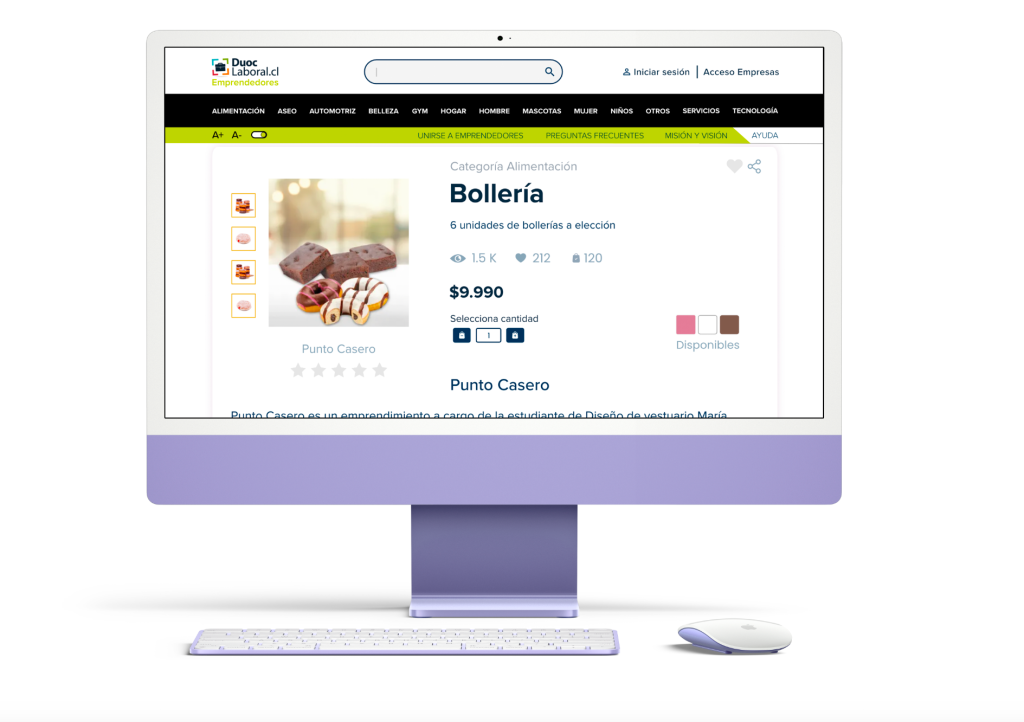 Duoc
Laboral.cl
Emprendedores
Iniciar sesión | Acceso Empresas
ALIMENTACIÓN ASEO AUTOMOTRIZ BELLEZA GYM HOGAR HOMBRE MASCOTAS MUJER NIÑOS OTROS SERVICIOS TECNOLOGÍA
A+ A- UNIRSE A EMPRENDEDORES PREGUNTAS FRECUENTES MISIÓN Y VISIÓN AYUDA
Categoría Alimentación
Bollería
6 unidades de bollerías a elección
1.5 K 212 120
$9.990
Selecciona cantidad
1
Disponibles
Punto Casero
Punto Casero
Punto Casero es un emprendimiento a cargo de la estudiante de Diseño de vestuario María